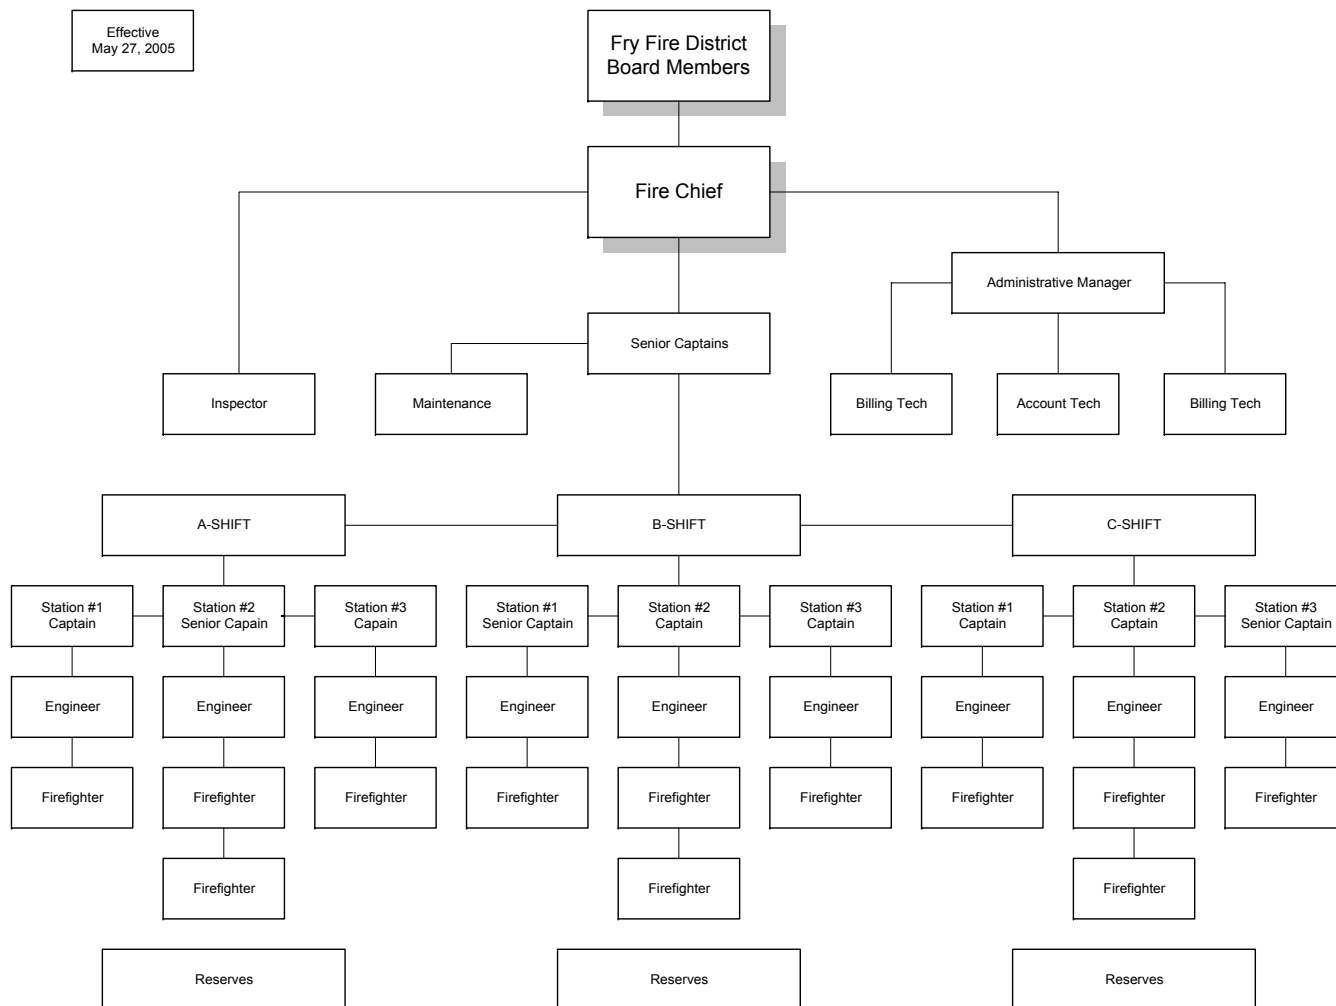 Effective
May 27, 2005
Fry Fire District
Board Members
Fire Chief
Administrative Manager
Senior Captains
Inspector
Maintenance
Billing Tech
Account Tech
Billing Tech
A-SHIFT
B-SHIFT
C-SHIFT
Station #1
Captain
Station #2
Senior Capain
Station #3
Capain
Station #1
Senior Captain
Station #2
Captain
Station #3
Captain
Station #1
Captain
Station #2
Captain
Station #3
Senior Captain
Engineer
Engineer
Engineer
Engineer
Engineer
Engineer
Engineer
Engineer
Engineer
Firefighter
Firefighter
Firefighter
Firefighter
Firefighter
Firefighter
Firefighter
Firefighter
Firefighter
Firefighter
Firefighter
Firefighter
Reserves
Reserves
Reserves